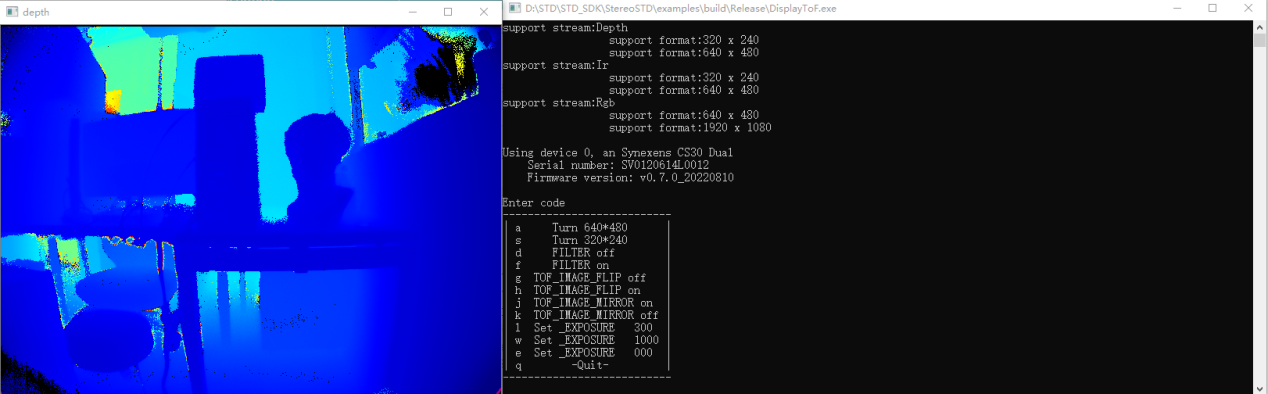 depth
D:\STD\STD_SDK\StereoSTD\examples\build\Release\DisplayToF.exe
support stream:Depth
support format:320 x 240
support format:640 x 480
support stream:Ir
support format:320 x 240
support format:640 x 480
support stream:Rgb
support format:640 x 480
support format:1920 x 1080
Using device 0, an Synexens CS30 Dual
Serial number: SV0120614L0012
Firmware version: v0.7.0_20220810
Enter code
---------------------------
| a Turn 640*480 |
| s Turn 320*240 |
| d FILTER off |
| f FILTER on |
| g TOF_IMAGE_FLIP off |
| h TOF_IMAGE_FLIP on |
| j TOF_IMAGE_MIRROR on |
| k TOF_IMAGE_MIRROR off |
| l Set _EXPOSURE 300 |
| w Set _EXPOSURE 1000 |
| e Set _EXPOSURE 000 |
| q -Quit- |
---------------------------